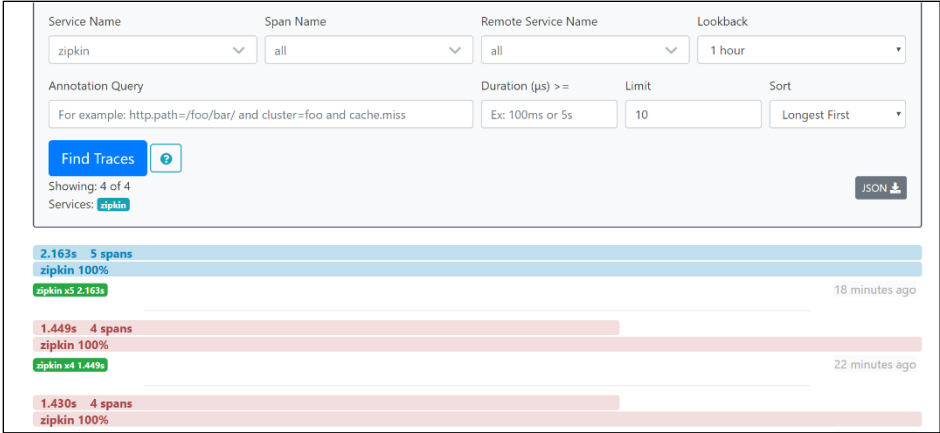 Service Name Span Name Remote Service Name Lookback
zipkin all all 1 hour
Annotation Query Duration (μs) >= Limit Sort
For example: http.path=/foo/bar/ and cluster=foo and cache.miss Ex: 100ms or 5s 10 Longest First
Find Traces ?
Showing: 4 of 4
JSON
Services: zipkin
2.163s 5 spans
zipkin 100%
zipkin x5 2.163s 18 minutes ago
1.449s 4 spans
zipkin 100%
zipkin x4 1.449s 22 minutes ago
1.430s 4 spans
zipkin 100%